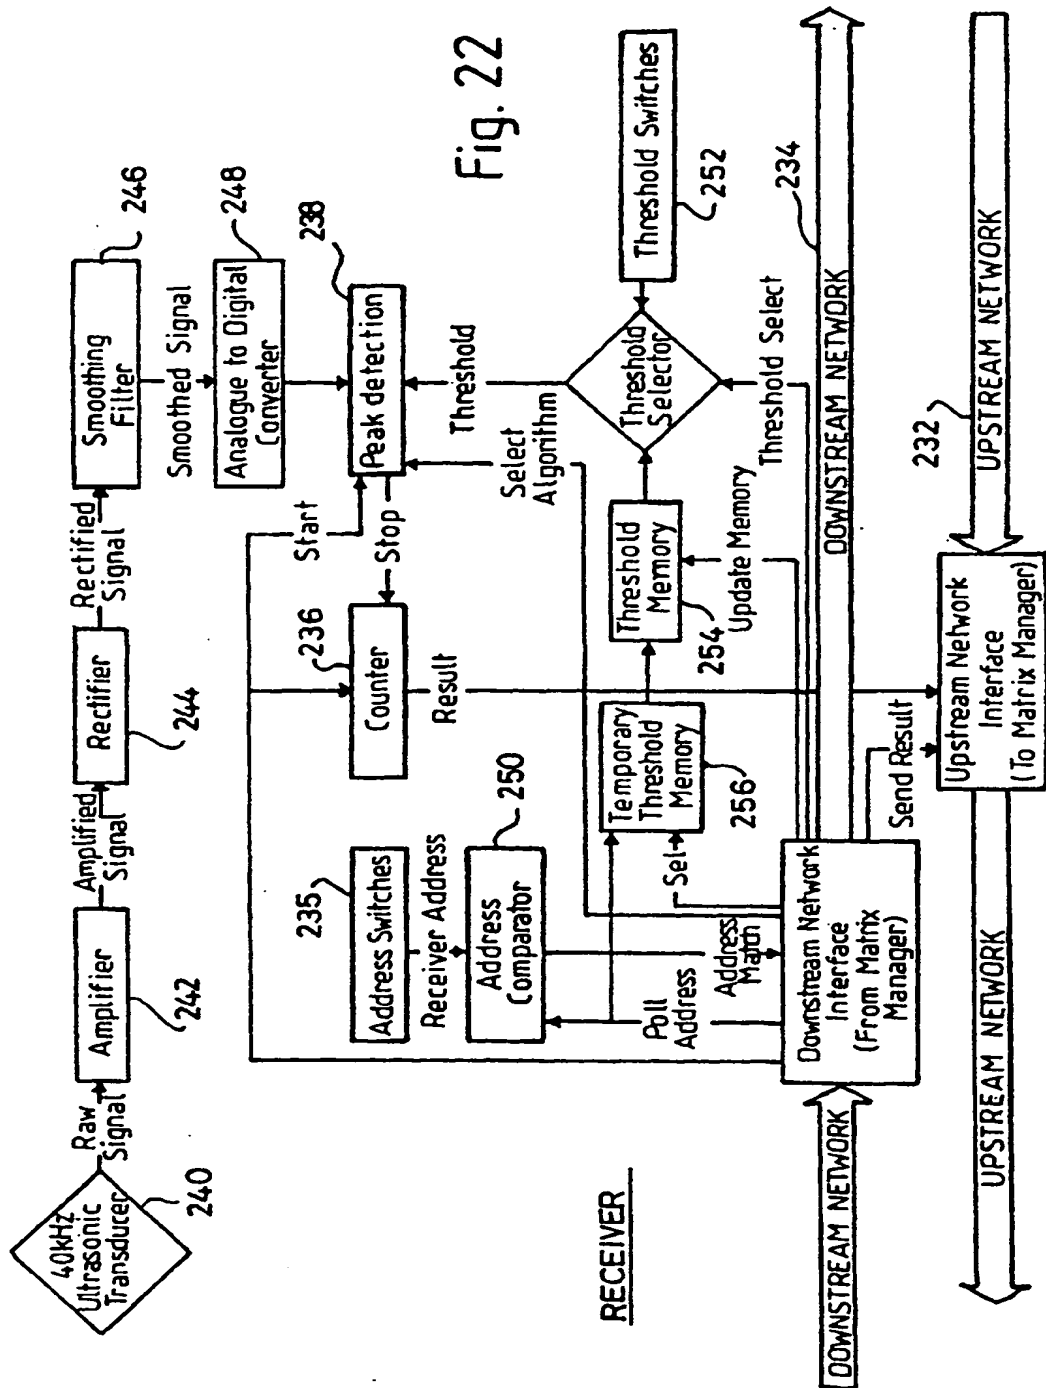 40kHz
Ultrasonic
Transducer
240
Raw
Signal
Amplifier
242
Amplified
Signal
Rectifier
244
Rectified
Signal
Smoothing
Filter
246
Smoothed Signal
Analogue to Digital
Converter
248
Start
Peak detection
238
Stop
Counter
236
Result
Select
Algorithm
Threshold
Fig. 22
Address Switches
235
Receiver Address
Address
Comparator
250
Poll
Address
Address
Match
Sel
Temporary
Threshold
Memory
256
Threshold
Memory
254
Update Memory
Threshold
Selector
Threshold Switches
252
Threshold Select
RECEIVER
DOWNSTREAM NETWORK
Downstream Network
Interface
(From Matrix
Manager)
DOWNSTREAM NETWORK
234
Send Result
UPSTREAM NETWORK
Upstream Network
Interface
(To Matrix Manager)
UPSTREAM NETWORK
232